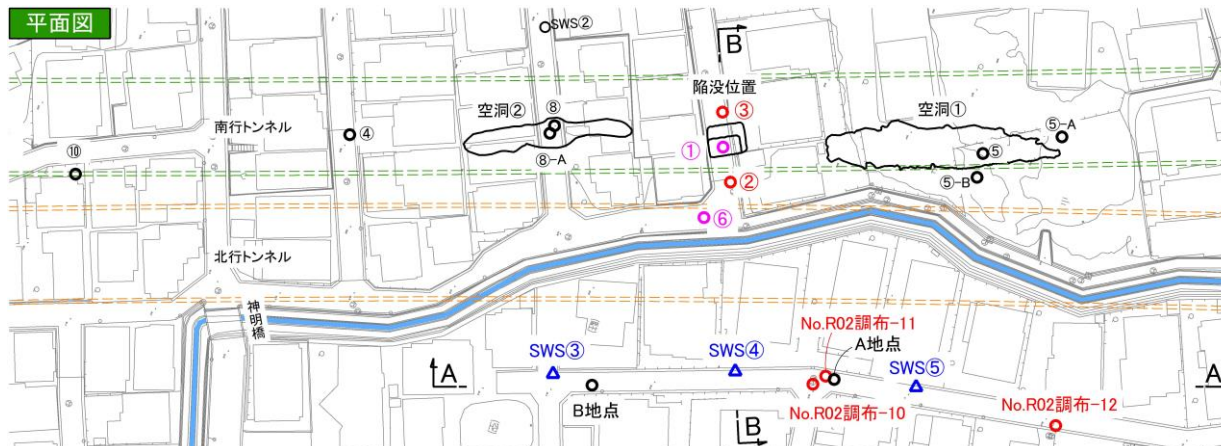 平面図
SWS②
B
陥没位置
空洞②
⑧
③
空洞①
⑤-A
南行トンネル
④
⑩
①
⑤
⑧-A
②
⑤-B
⑥
北行トンネル
神明橋
No.R02調布-11
A地点
SWS③
SWS④
SWS⑤
A
A
B地点
No.R02調布-10
No.R02調布-12
B